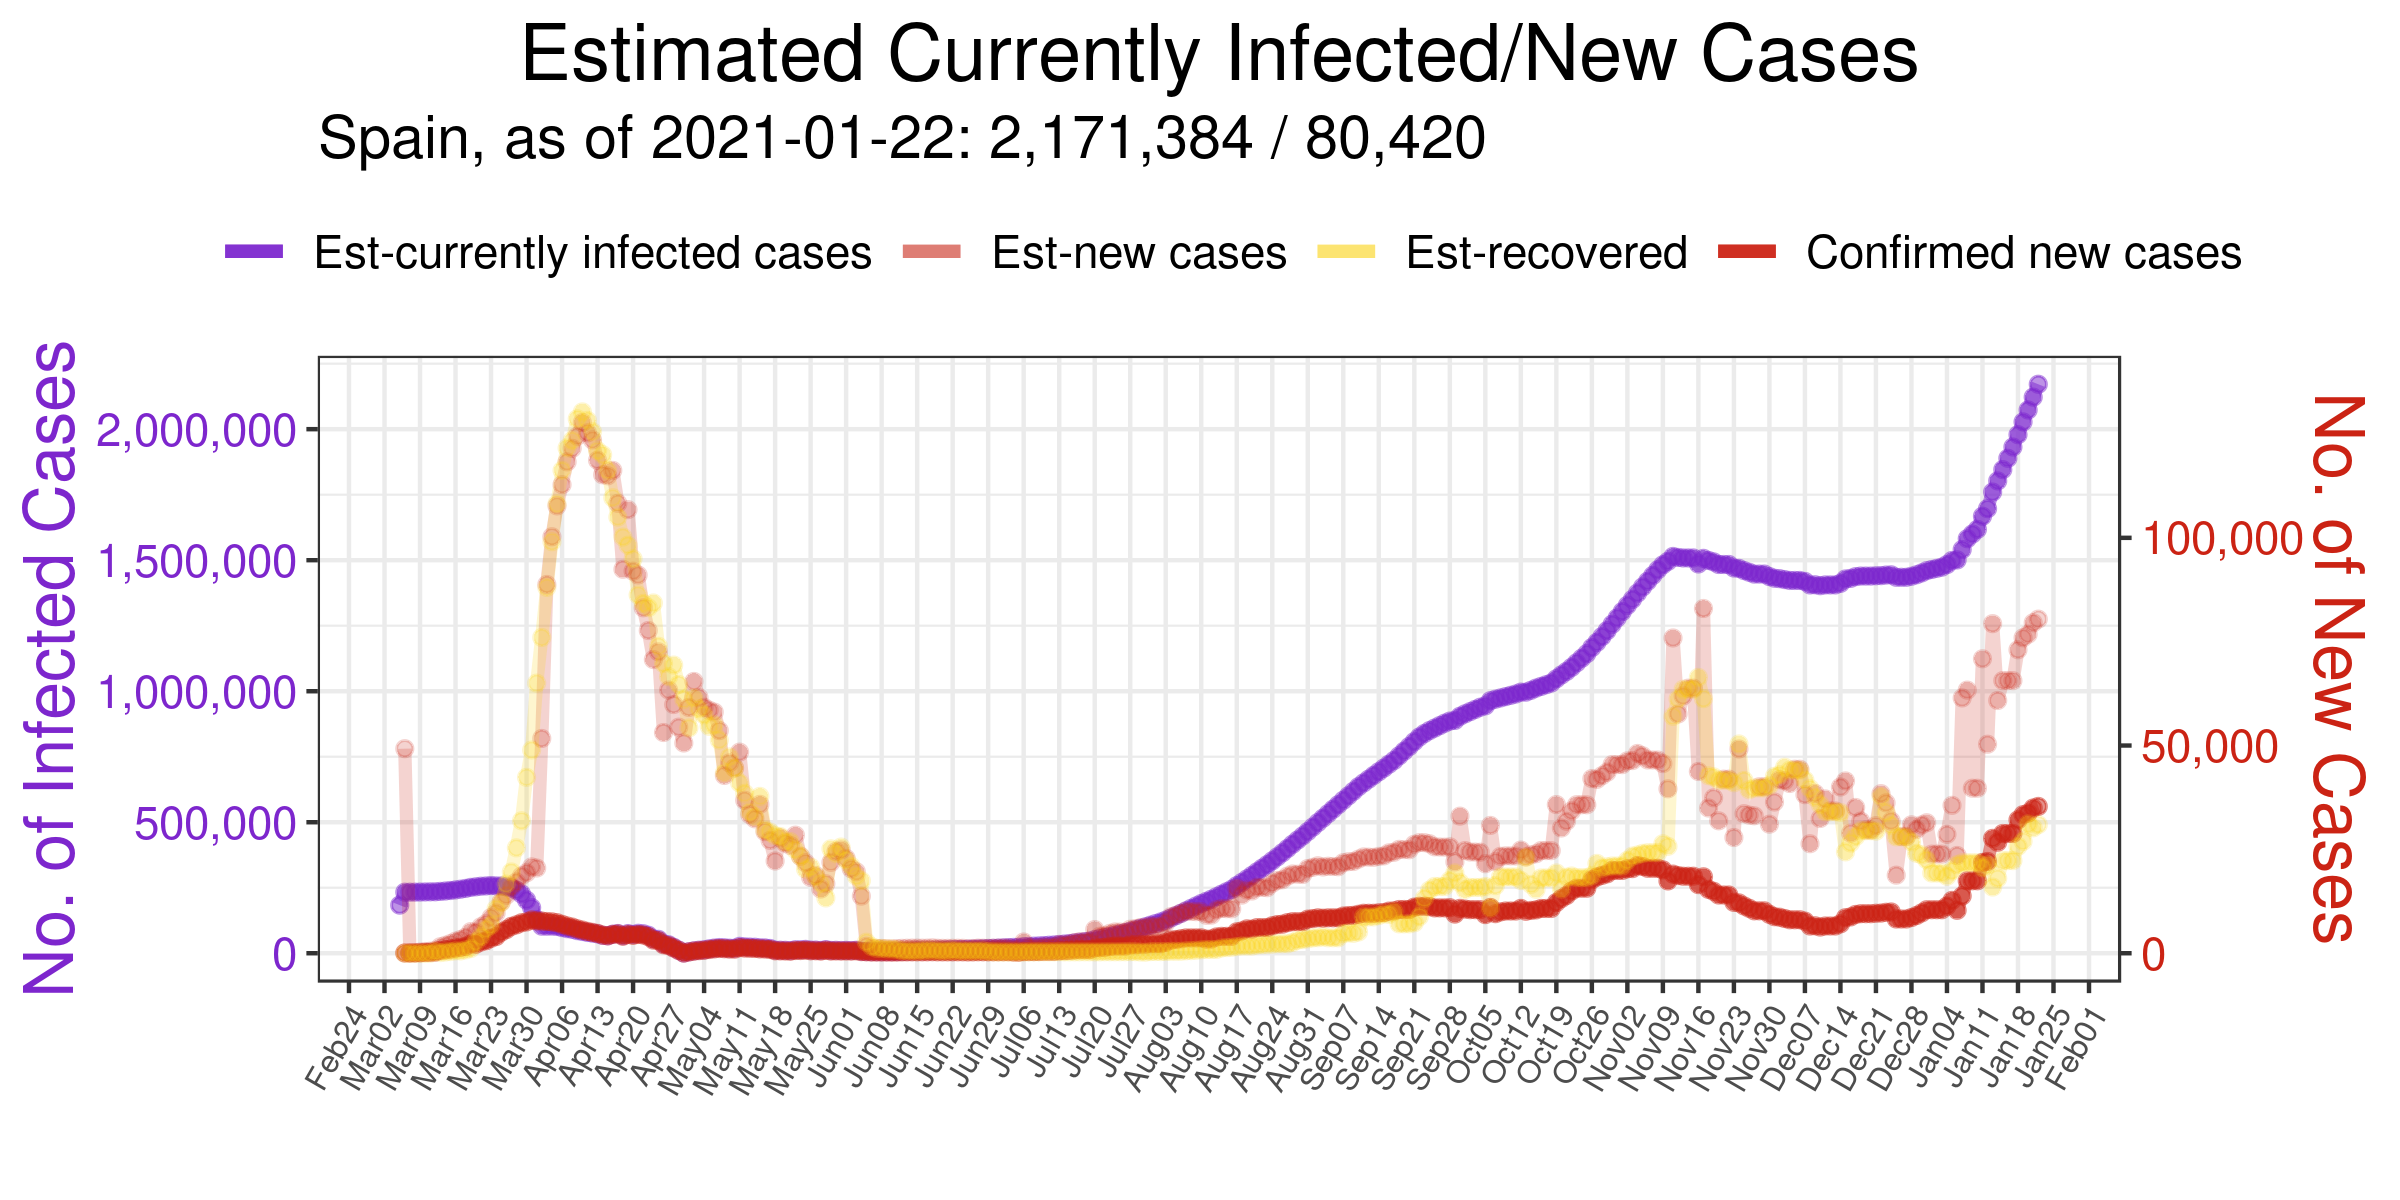 Estimated Currently Infected/New Cases
Spain, as of 2021-01-22: 2,171,384 / 80,420
Est-currently infected cases Est-new cases Est-recovered Confirmed new cases
No. of Infected Cases
2,000,000
1,500,000
1,000,000
500,000
0
No. of New Cases
100,000
50,000
0
Feb24 Mar02 Mar09 Mar16 Mar23 Mar30 Apr06 Apr13 Apr20 Apr27 May04 May11 May18 May25 Jun01 Jun08 Jun15 Jun22 Jun29 Jul06 Jul13 Jul20 Jul27 Aug03 Aug10 Aug17 Aug24 Aug31 Sep07 Sep14 Sep21 Sep28 Oct05 Oct12 Oct19 Oct26 Nov02 Nov09 Nov16 Nov23 Nov30 Dec07 Dec14 Dec21 Dec28 Jan04 Jan11 Jan18 Jan25 Feb01